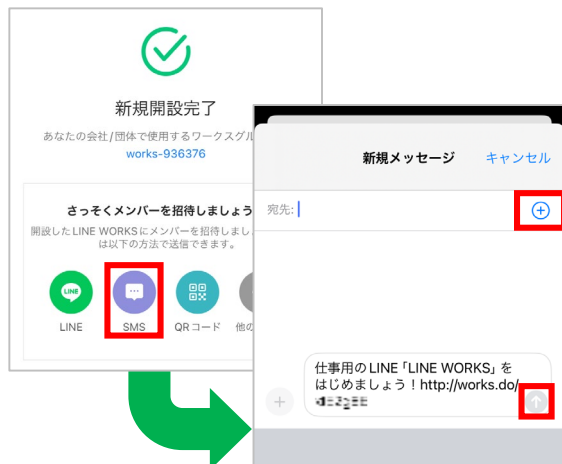 新規開設完了
あなたの会社/団体で使用するワークスグル
works-936376
さっそくメンバーを招待しましょう
開設したLINE WORKSにメンバーを招待しまし
は以下の方法で送信できます。
LINE
LINE
SMS
QRコード
他の
新規メッセージ
キャンセル
宛先:
仕事用のLINE「LINE WORKS」を
はじめましょう！http://works.do/